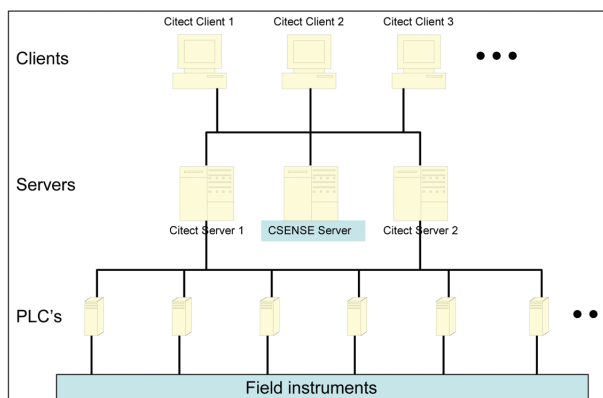 Citect Client 1
Citect Client 2
Citect Client 3
Clients
Servers
Citect Server 1
CSENSE Server
Citect Server 2
PLC's
Field instruments